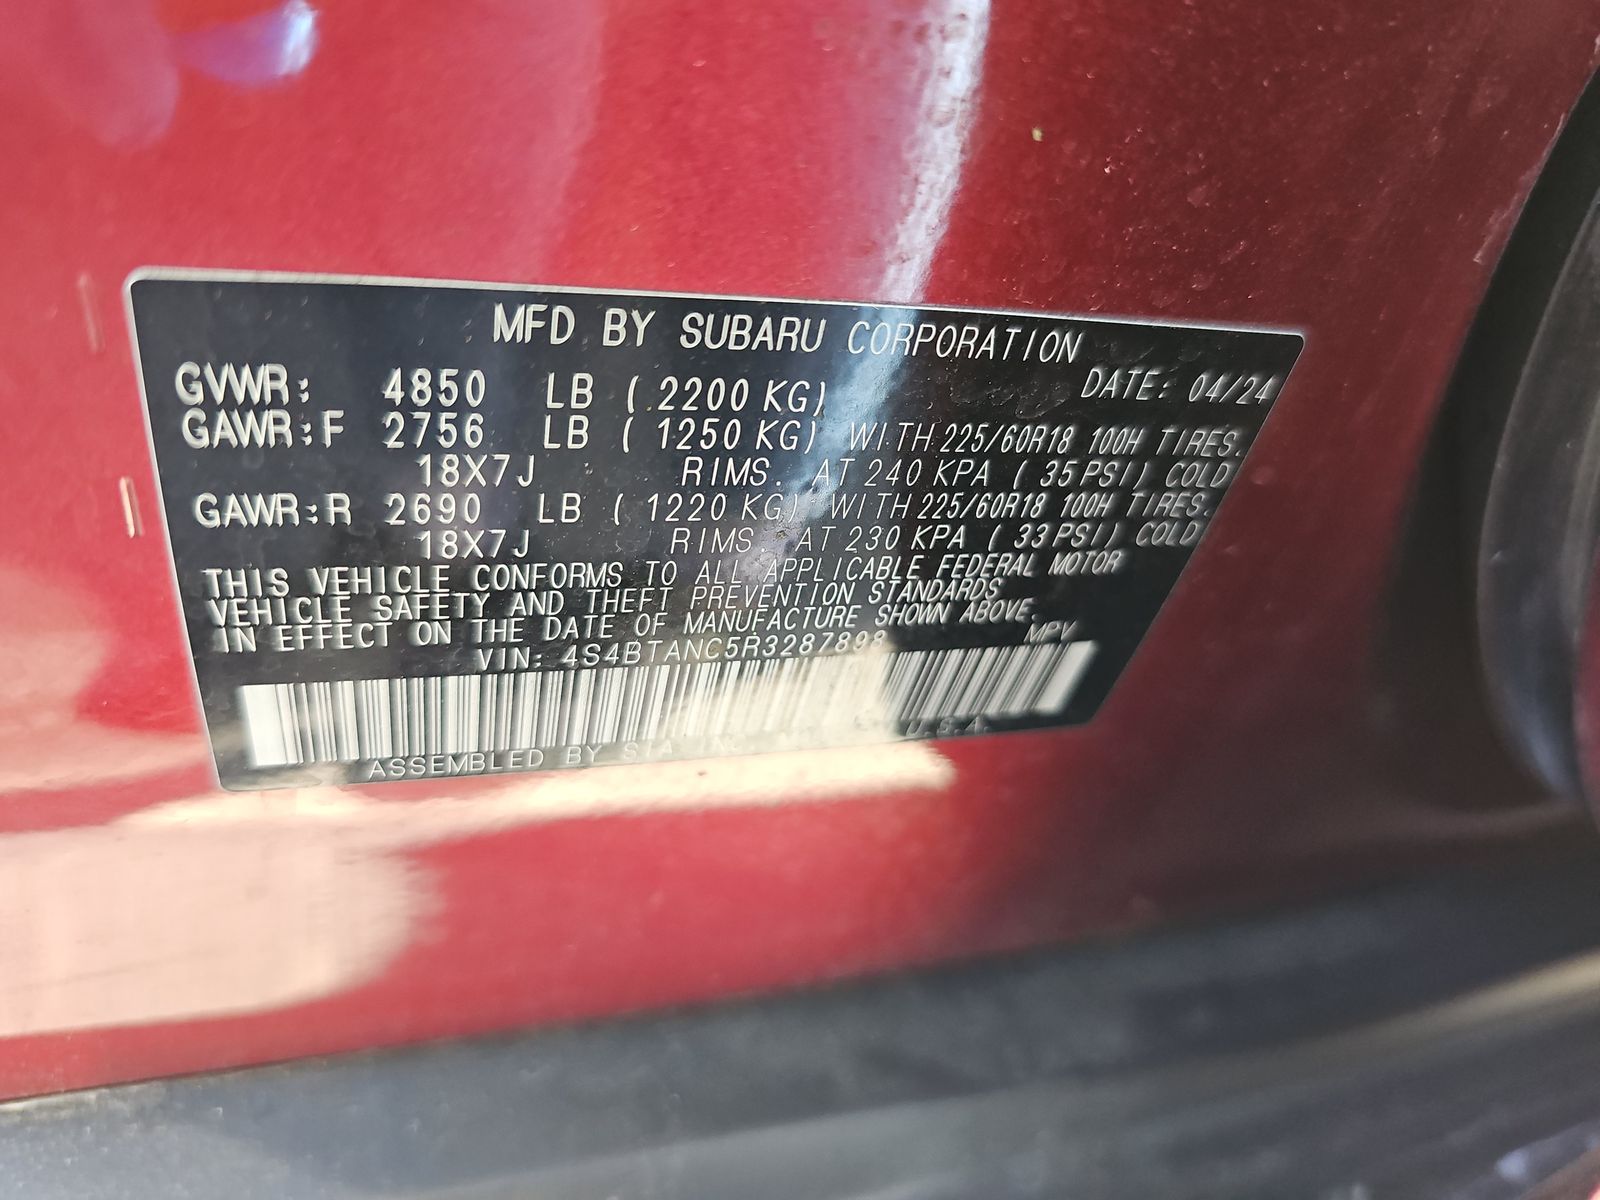 MFD BY SUBARU CORPORATION
GVWR: 4850 LB ( 2200 KG) DATE: 04/24
GAWR:F 2756 LB ( 1250 KG) WITH 225/60R18 100H TIRES.
18X7J RIMS. AT 240 KPA ( 35 PSI) COLD
GAWR:R 2690 LB ( 1220 KG) WITH 225/60R18 100H TIRES.
18X7J RIMS. AT 230 KPA ( 33 PSI) COLD
THIS VEHICLE CONFORMS TO ALL APPLICABLE FEDERAL MOTOR
VEHICLE SAFETY AND THEFT PREVENTION STANDARDS
IN EFFECT ON THE DATE OF MANUFACTURE SHOWN ABOVE.
VIN: 4S4BTANC5R3287898 MPV
ASSEMBLED BY SIA, INC. U.S.A.